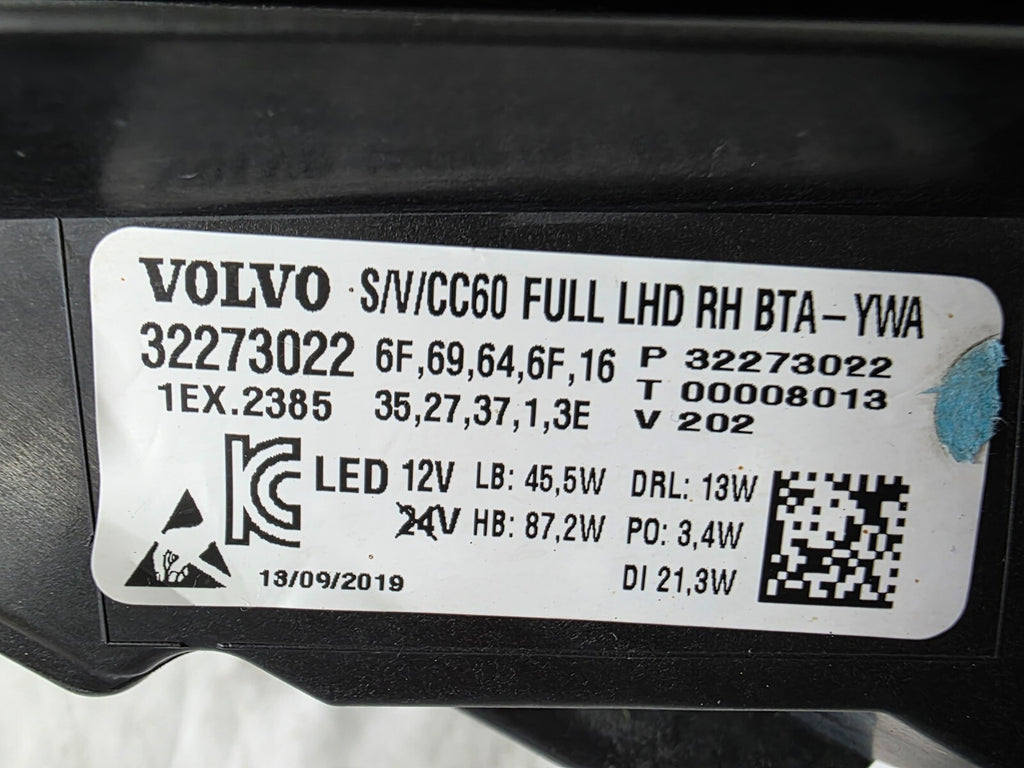 VOLVO S/V/CC60 FULL LHD RH BTA-YWA
32273022 6F,69,64,6F,16 P 32273022
1EX.2385 35,27,37,1,3E T 00008013
V 202
KC LED 12V LB: 45,5W DRL: 13W
24V HB: 87,2W PO: 3,4W
13/09/2019 DI 21,3W